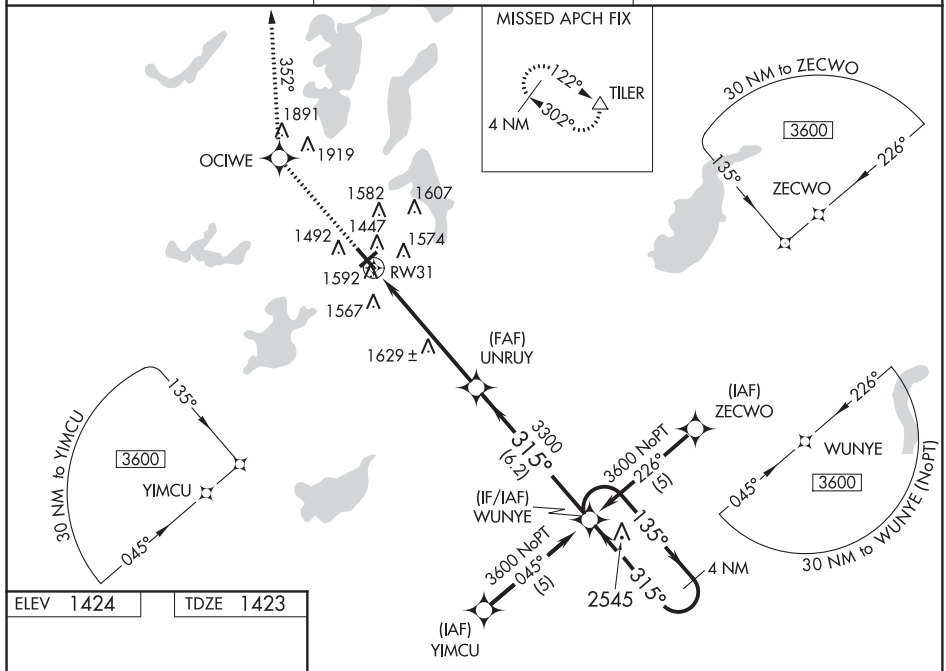 MISSED APCH FIX
122°
TILER
302°
4 NM
352°
1891
1919
OCIWE
1582
1607
1492
1447
1574
1592
RW31
1567
1629 ±
(FAF)
UNRUY
30 NM to ZECWO
3600
135°
226°
ZECWO
30 NM to YIMCU
135°
3600
YIMCU
045°
3300
315°
(6.2)
(IAF)
ZECWO
3600 NoPT
226°
(5)
(IF/IAF)
WUNYE
135°
4 NM
315°
2545
3600 NoPT
045°
(5)
(IAF)
YIMCU
226°
WUNYE
045°
3600
30 NM to WUNYE (NoPT)
ELEV 1424
TDZE 1423